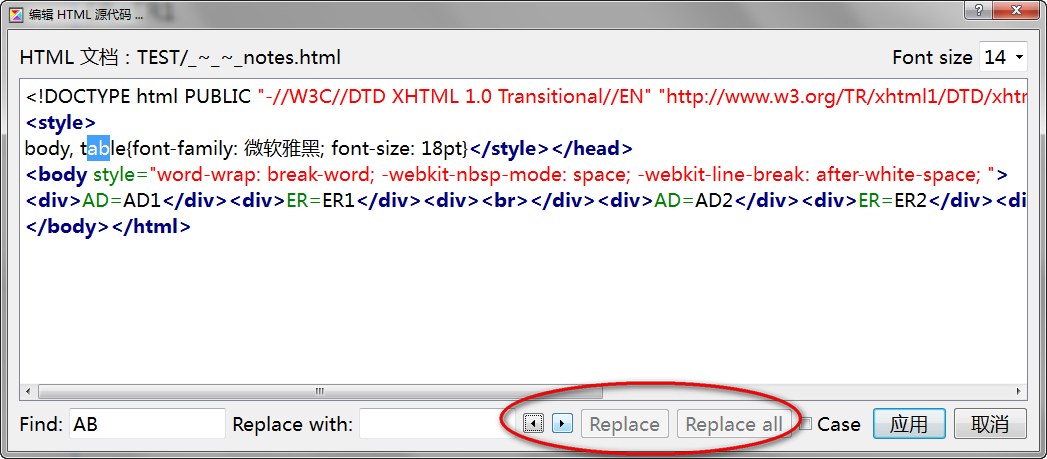 编辑 HTML 源代码 ...
HTML 文档：TEST/_~_~_notes.html
Font size 14
<!DOCTYPE html PUBLIC "-//W3C//DTD XHTML 1.0 Transitional//EN" "http://www.w3.org/TR/xhtml1/DTD/xhtm
<style>
body, table{font-family: 微软雅黑; font-size: 18pt}</style></head>
<body style="word-wrap: break-word; -webkit-nbsp-mode: space; -webkit-line-break: after-white-space; ">
<div>AD=AD1</div><div>ER=ER1</div><div><br></div><div>AD=AD2</div><div>ER=ER2</div><di
</body></html>
Find: AB Replace with: Replace Replace all Case 应用 取消